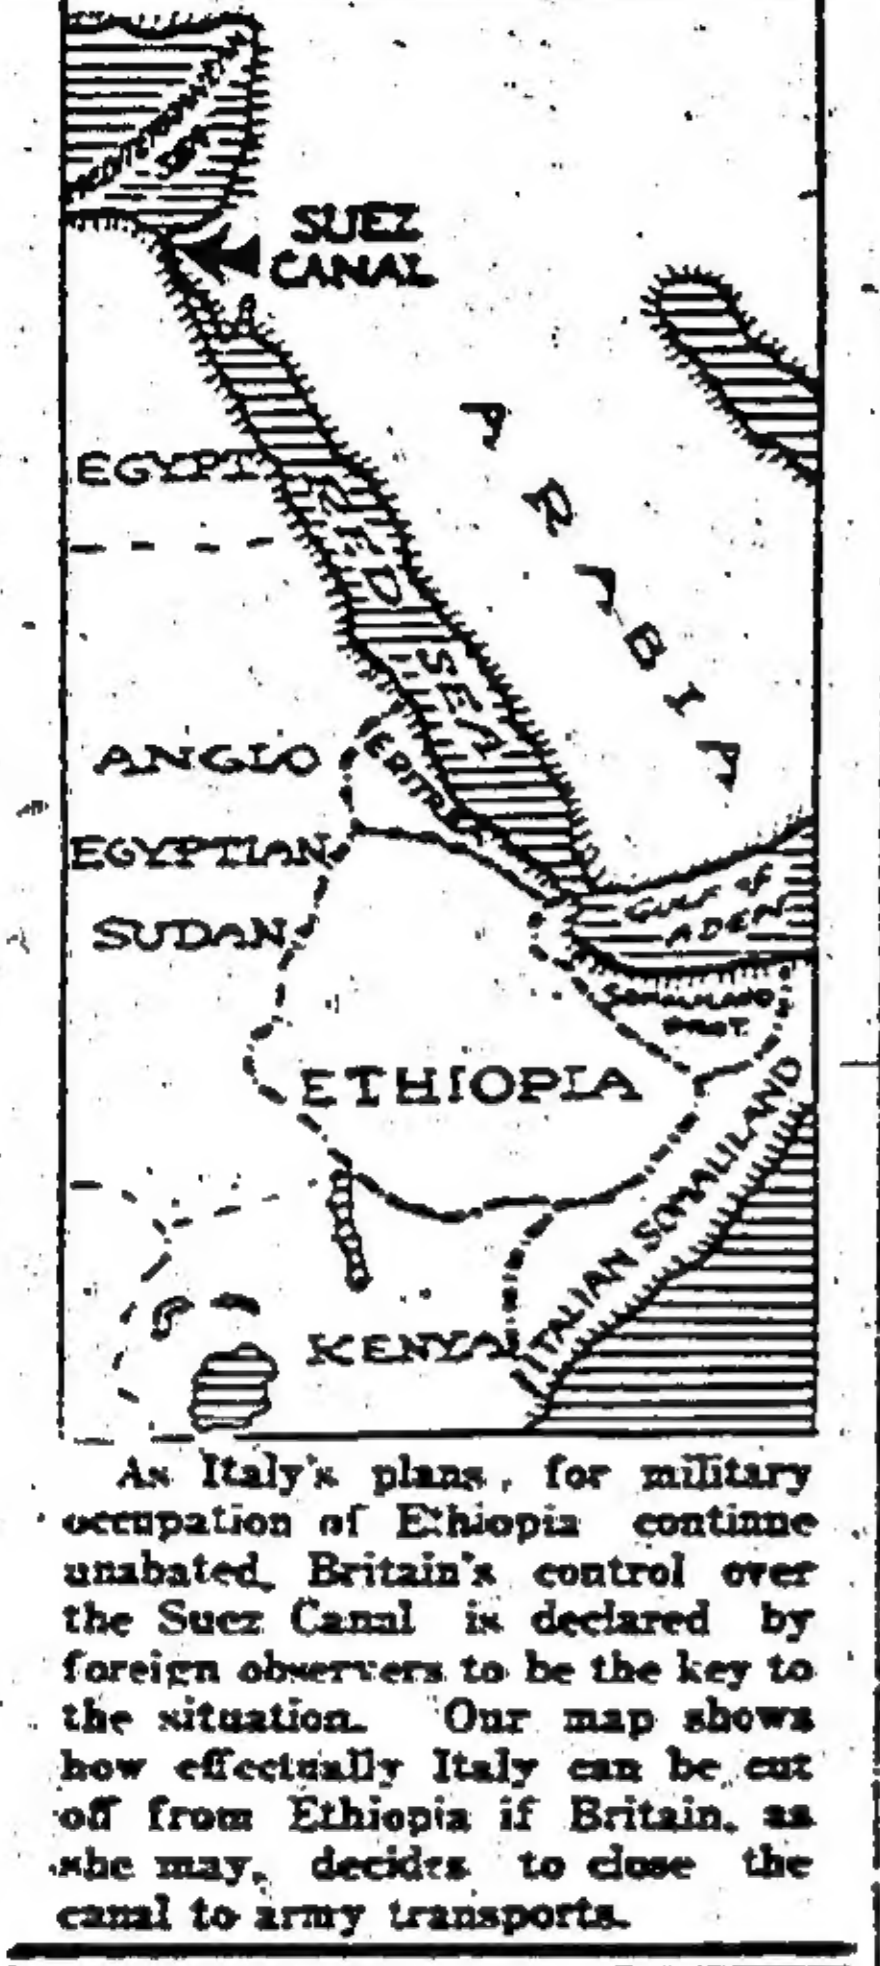 MEDITERRANEAN
SEA
SUEZ
CANAL
EGYPT
ARABIA
RED SEA
ERITREA
ANGLO
EGYPTIAN
SUDAN
GULF OF
ADEN
SOMALILAND
PROT.
ETHIOPIA
ITALIAN SOMALILAND
KENYA
As Italy's plans, for military
occupation of Ethiopia continue
unabated, Britain's control over
the Suez Canal is declared by
foreign observers to be the key to
the situation. Our map shows
how effectually Italy can be cut
off from Ethiopia if Britain, as
she may, decides to close the
canal to army transports.